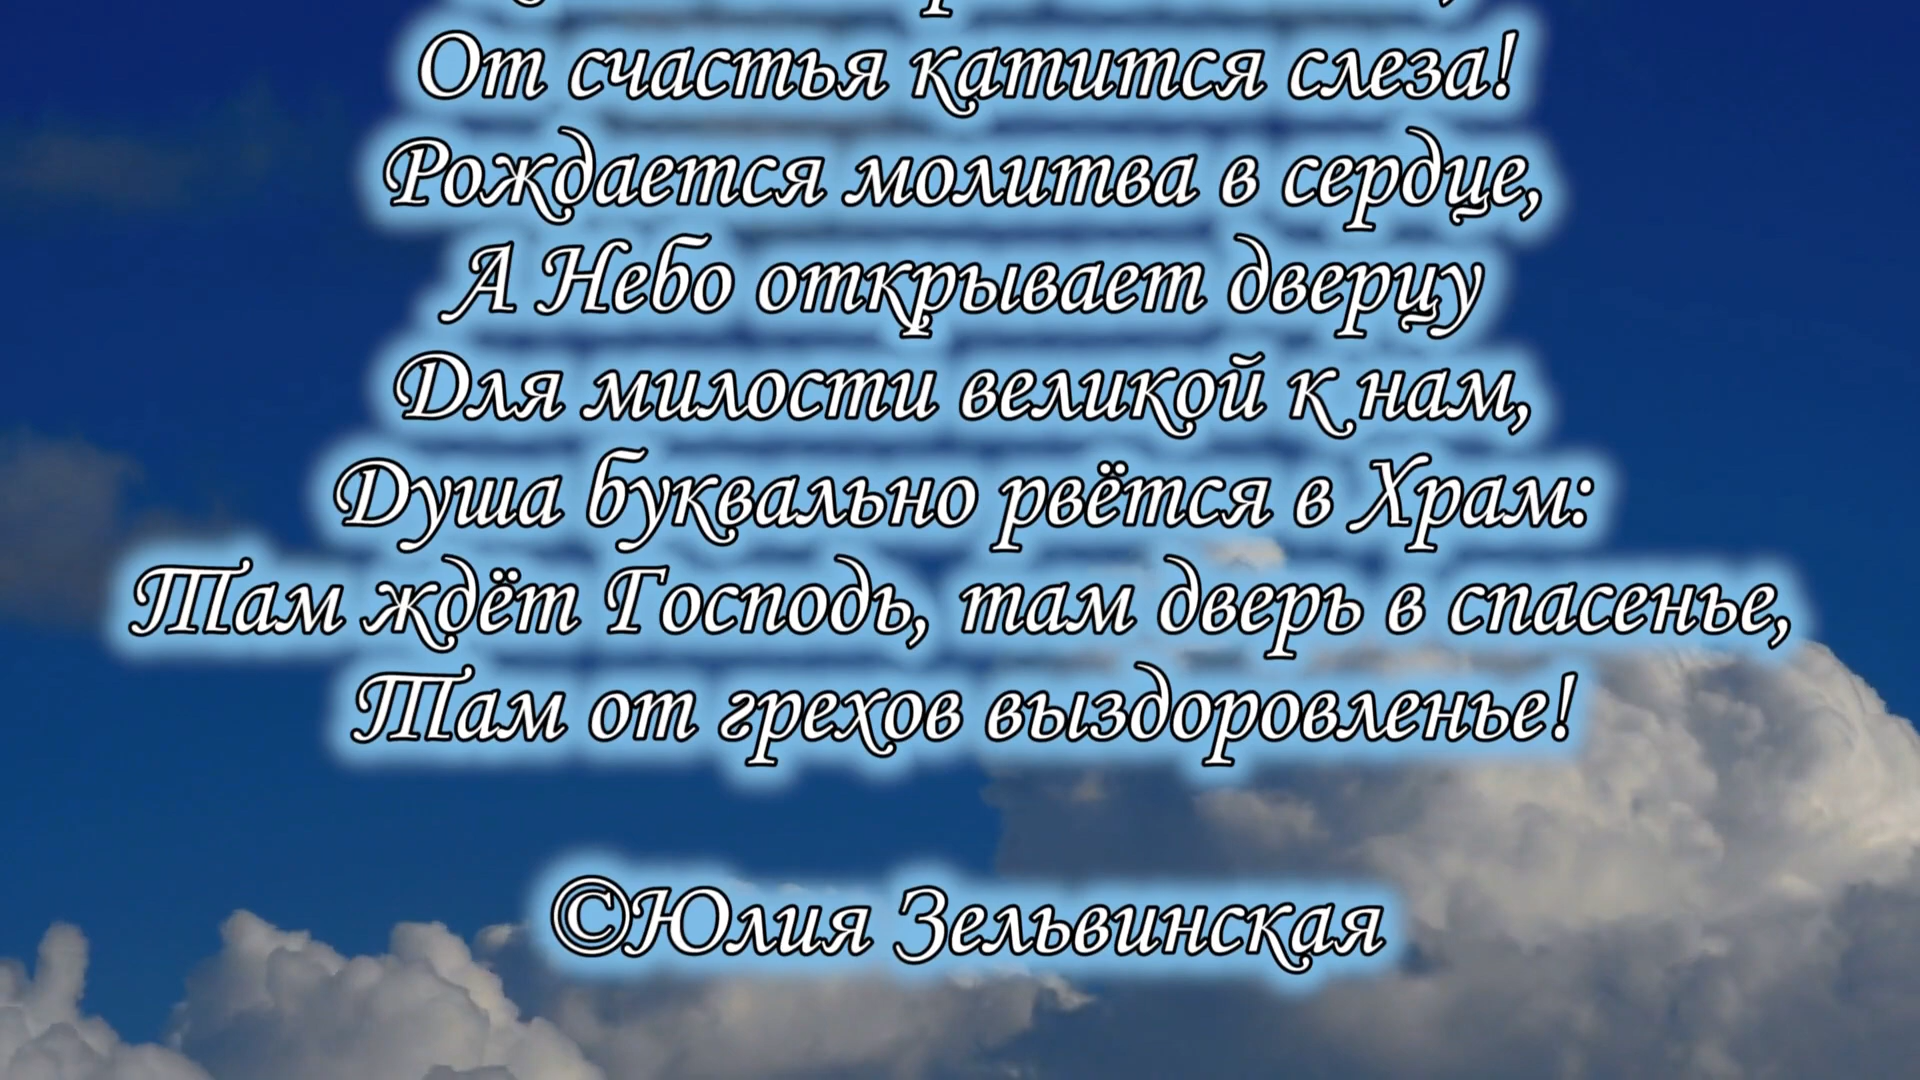 От счастья катится слеза!
Рождается молитва в сердце,
А Небо открывает дверцу
Для милости великой к нам,
Душа буквально рвётся в Храм:
Там ждёт Господь, там дверь в спасенье,
Там от грехов выздоровленье!
©Юлия Зельвинская